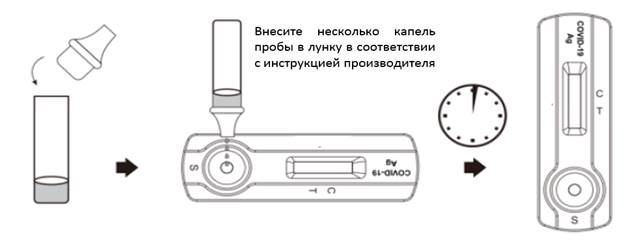 Внесите несколько капель
пробы в лунку в соответствии
с инструкцией производителя
S
C
T
COVID-19
Ag
COVID-19
Ag
C
T
S